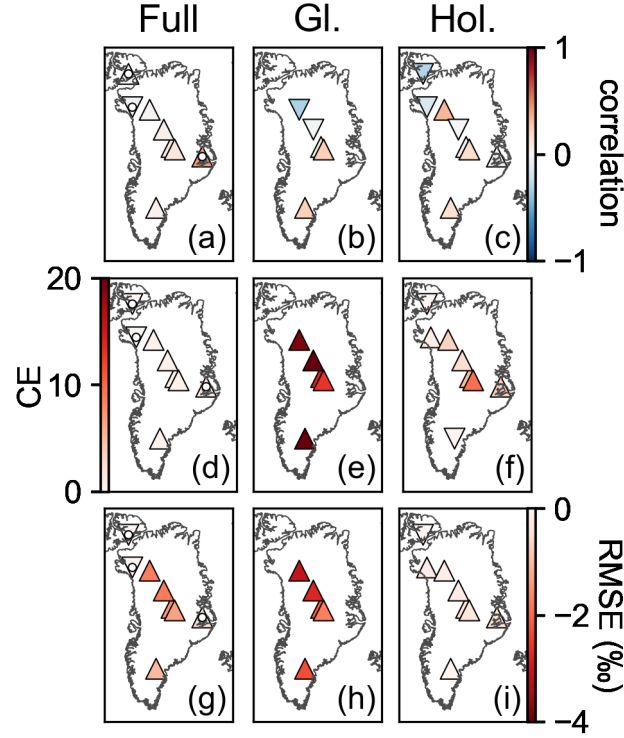 Full Gl. Hol.
1
0
−1
correlation
(a) (b) (c)
20
10
0
CE
(d) (e) (f)
0
−2
−4
RMSE (‰)
(g) (h) (i)